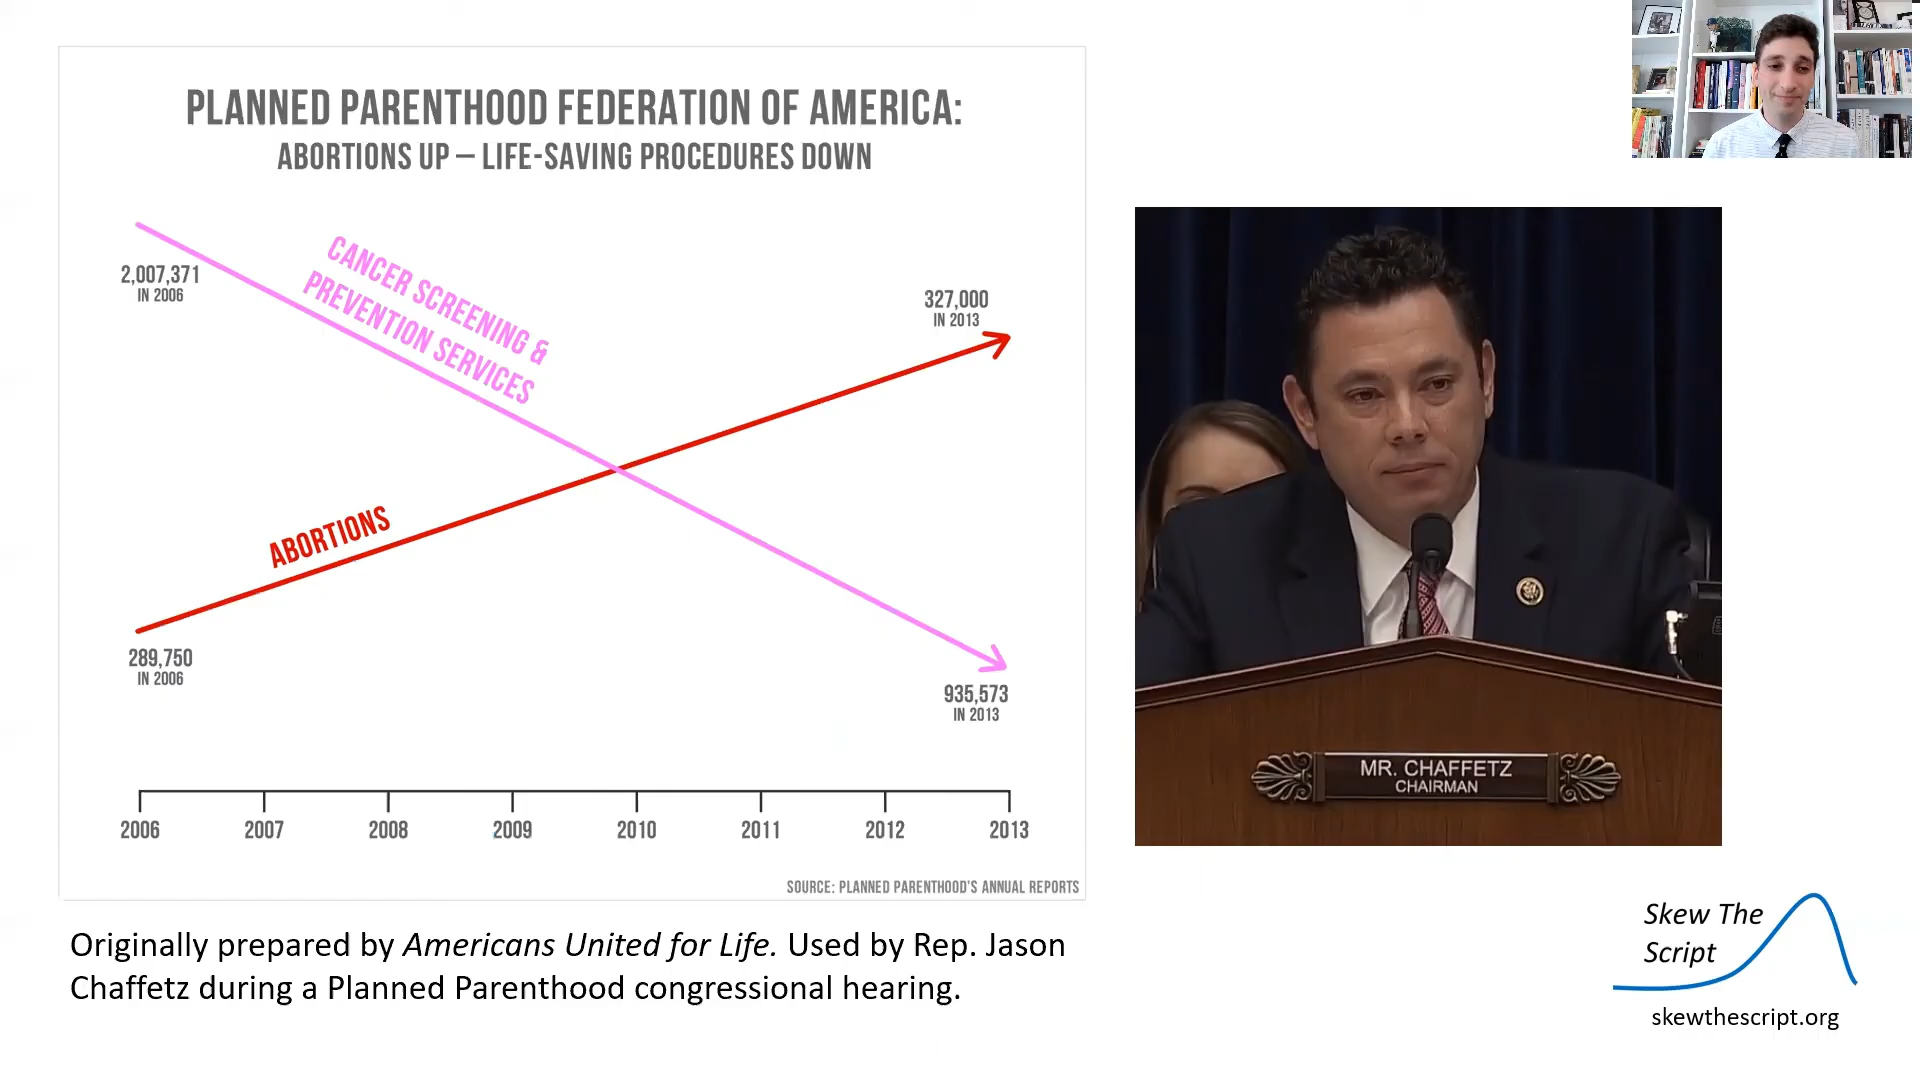 PLANNED PARENTHOOD FEDERATION OF AMERICA:
ABORTIONS UP – LIFE-SAVING PROCEDURES DOWN
2,007,371
IN 2006
CANCER SCREENING &
PREVENTION SERVICES
327,000
IN 2013
ABORTIONS
289,750
IN 2006
935,573
IN 2013
2006 2007 2008 2009 2010 2011 2012 2013
SOURCE: PLANNED PARENTHOOD'S ANNUAL REPORTS
MR. CHAFFETZ
CHAIRMAN
Originally prepared by Americans United for Life. Used by Rep. Jason
Chaffetz during a Planned Parenthood congressional hearing.
Skew The
Script
skewthescript.org